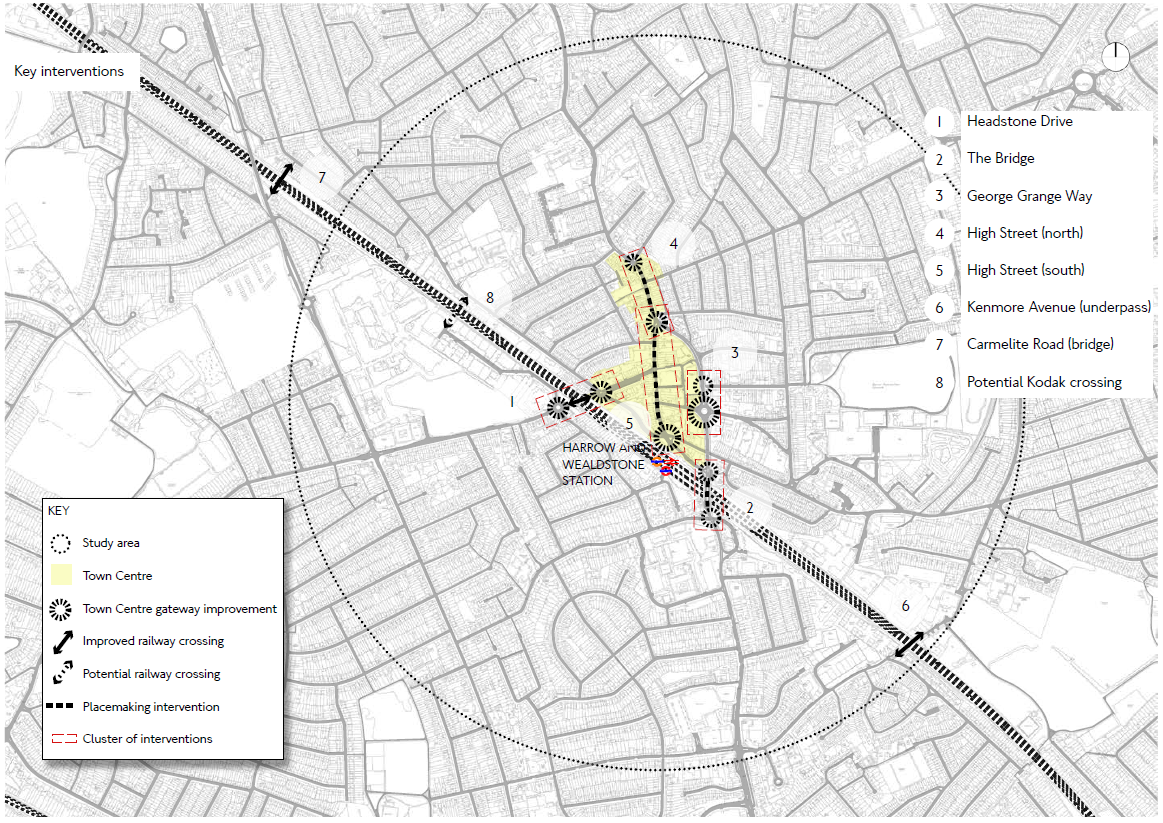 Key interventions
1 Headstone Drive
2 The Bridge
3 George Grange Way
4 High Street (north)
5 High Street (south)
6 Kenmore Avenue (underpass)
7 Carmelite Road (bridge)
8 Potential Kodak crossing
7
4
8
3
1
5
HARROW AND
WEALDSTONE
STATION
2
6
KEY
Study area
Town Centre
Town Centre gateway improvement
Improved railway crossing
Potential railway crossing
Placemaking intervention
Cluster of interventions